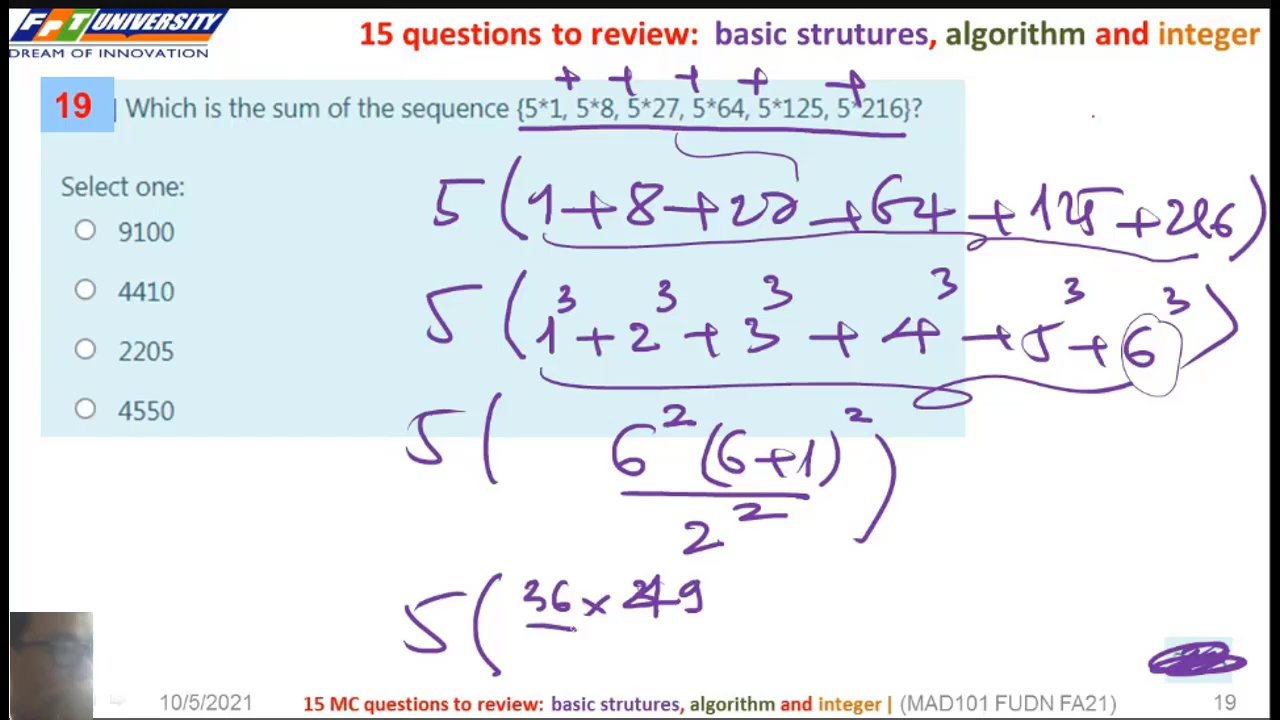 FPT UNIVERSITY
DREAM OF INNOVATION
15 questions to review: basic strutures, algorithm and integer
+ + + + +
19 | Which is the sum of the sequence {5*1, 5*8, 5*27, 5*64, 5*125, 5*216}?
Select one:
9100
4410
2205
4550
5 ( 1 + 8 + 27 + 64 + 125 + 216 )
5 ( 1³ + 2³ + 3³ + 4³ + 5³ + 6³ )
5 ( 6² (6+1)²
2² )
5 ( 36 × 49
10/5/2021 15 MC questions to review: basic strutures, algorithm and integer | (MAD101 FUDN FA21) 19